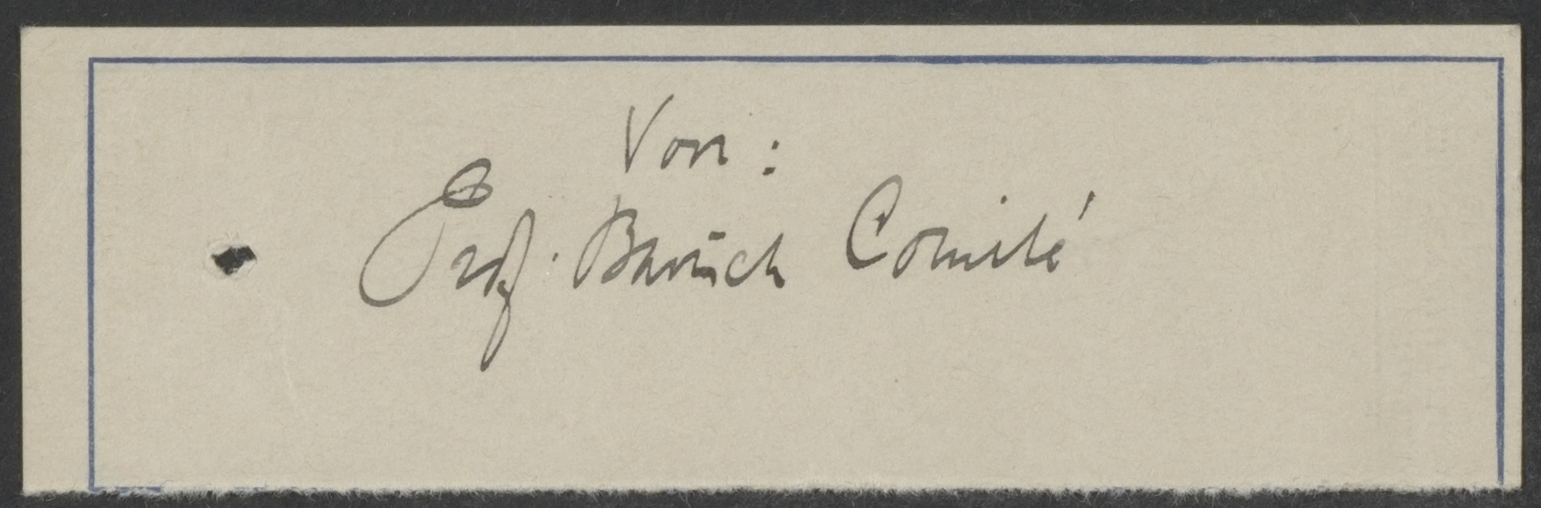 Von:
Prof. Baruch Comité